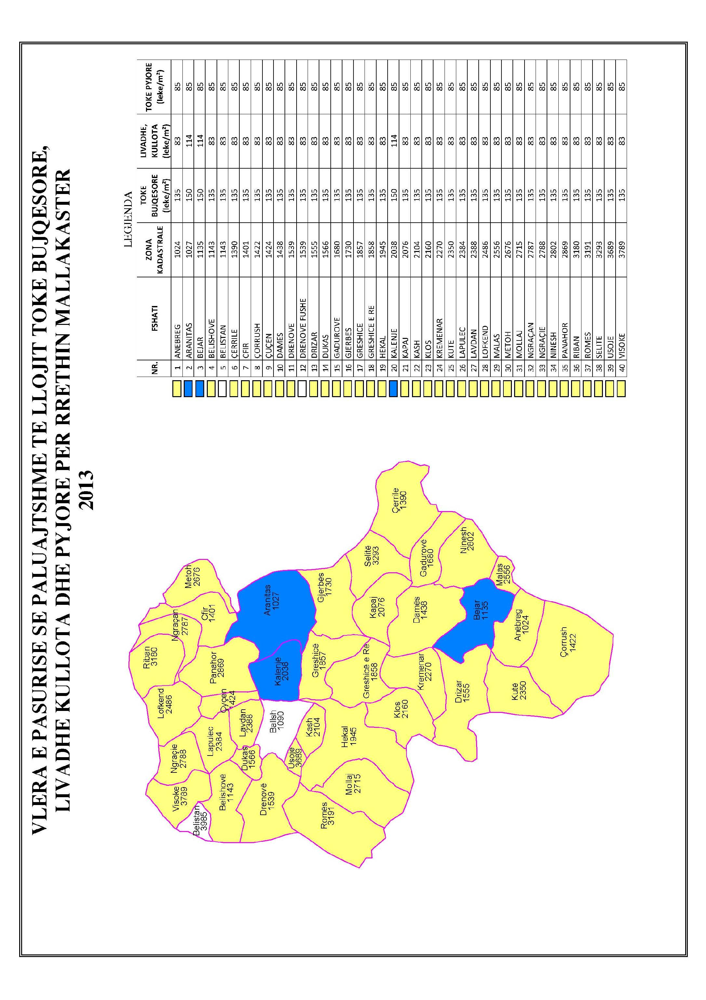 VLERA E PASURISE SE PALUAJTSHME TE LLOJIT TOKE BUJQESORE,
LIVADHE KULLOTA DHE PYJORE PER RRETHIN MALLAKASTER
2013
LEGJENDA
NR. FSHATI ZONA KADASTRALE TOKE BUJQESORE (leke/m²) LIVADHE, KULLOTA (leke/m²) TOKE PYJORE (leke/m²)
1 ANEBREG 1024 135 83 85
2 ARANITAS 1027 150 114 85
3 BEJAR 1135 150 114 85
4 BELISHOVE 1143 135 83 85
5 BELISTAN 1143 135 83 85
6 ÇERRILE 1390 135 83 85
7 CFIR 1401 135 83 85
8 ÇORRUSH 1422 135 83 85
9 ÇUÇEN 1424 135 83 85
10 DAMES 1438 135 83 85
11 DRENOVE 1539 135 83 85
12 DRENOVE FUSHE 1539 135 83 85
13 DRIZAR 1555 135 83 85
14 DUKAS 1566 135 83 85
15 GADUROVE 1680 135 83 85
16 GJERBES 1730 135 83 85
17 GRESHICE 1857 135 83 85
18 GRESHICE E RE 1858 135 83 85
19 HEKAL 1945 135 83 85
20 KALENJE 2038 150 114 85
21 KAPAJ 2076 135 83 85
22 KASH 2104 135 83 85
23 KLOS 2160 135 83 85
24 KREMENAR 2270 135 83 85
25 KUTE 2350 135 83 85
26 LAPULEC 2384 135 83 85
27 LAVDAN 2388 135 83 85
28 LOFKEND 2486 135 83 85
29 MALAS 2556 135 83 85
30 METOH 2676 135 83 85
31 MOLLAJ 2715 135 83 85
32 NGRAÇAN 2787 135 83 85
33 NGRAÇIE 2788 135 83 85
34 NINESH 2802 135 83 85
35 PANAHOR 2869 135 83 85
36 RIBAN 3180 135 83 85
37 ROMES 3191 135 83 85
38 SELITE 3293 135 83 85
39 USOJE 3689 135 83 85
40 VISOKE 3789 135 83 85
Riban
3180
Metoh
2676
Ngraçan
2787
Cfir
1401
Lofkend
2486
Ngraçie
2788
Visoke
3789
Belistan
3985
Panahor
2869
Çyçen
1424
Lapulec
2384
Belishovë
1143
Lavdan
2388
Dukas
1566
Drenovë
1539
Aranitas
1027
Kalenjë
2038
Ballsh
1090
Usoje
3689
Kash
2104
Gjerbës
1730
Greshicë
1857
Romës
3191
Mollaj
2715
Hekal
1945
Selitë
3293
Kapaj
2076
Greshicë e Re
1858
Çerrile
1390
Klos
2160
Damës
1438
Kremenar
2270
Gadurovë
1680
Ninesh
2802
Drizar
1555
Bejar
1135
Malas
2556
Anëbreg
1024
Kutë
2350
Çorrush
1422